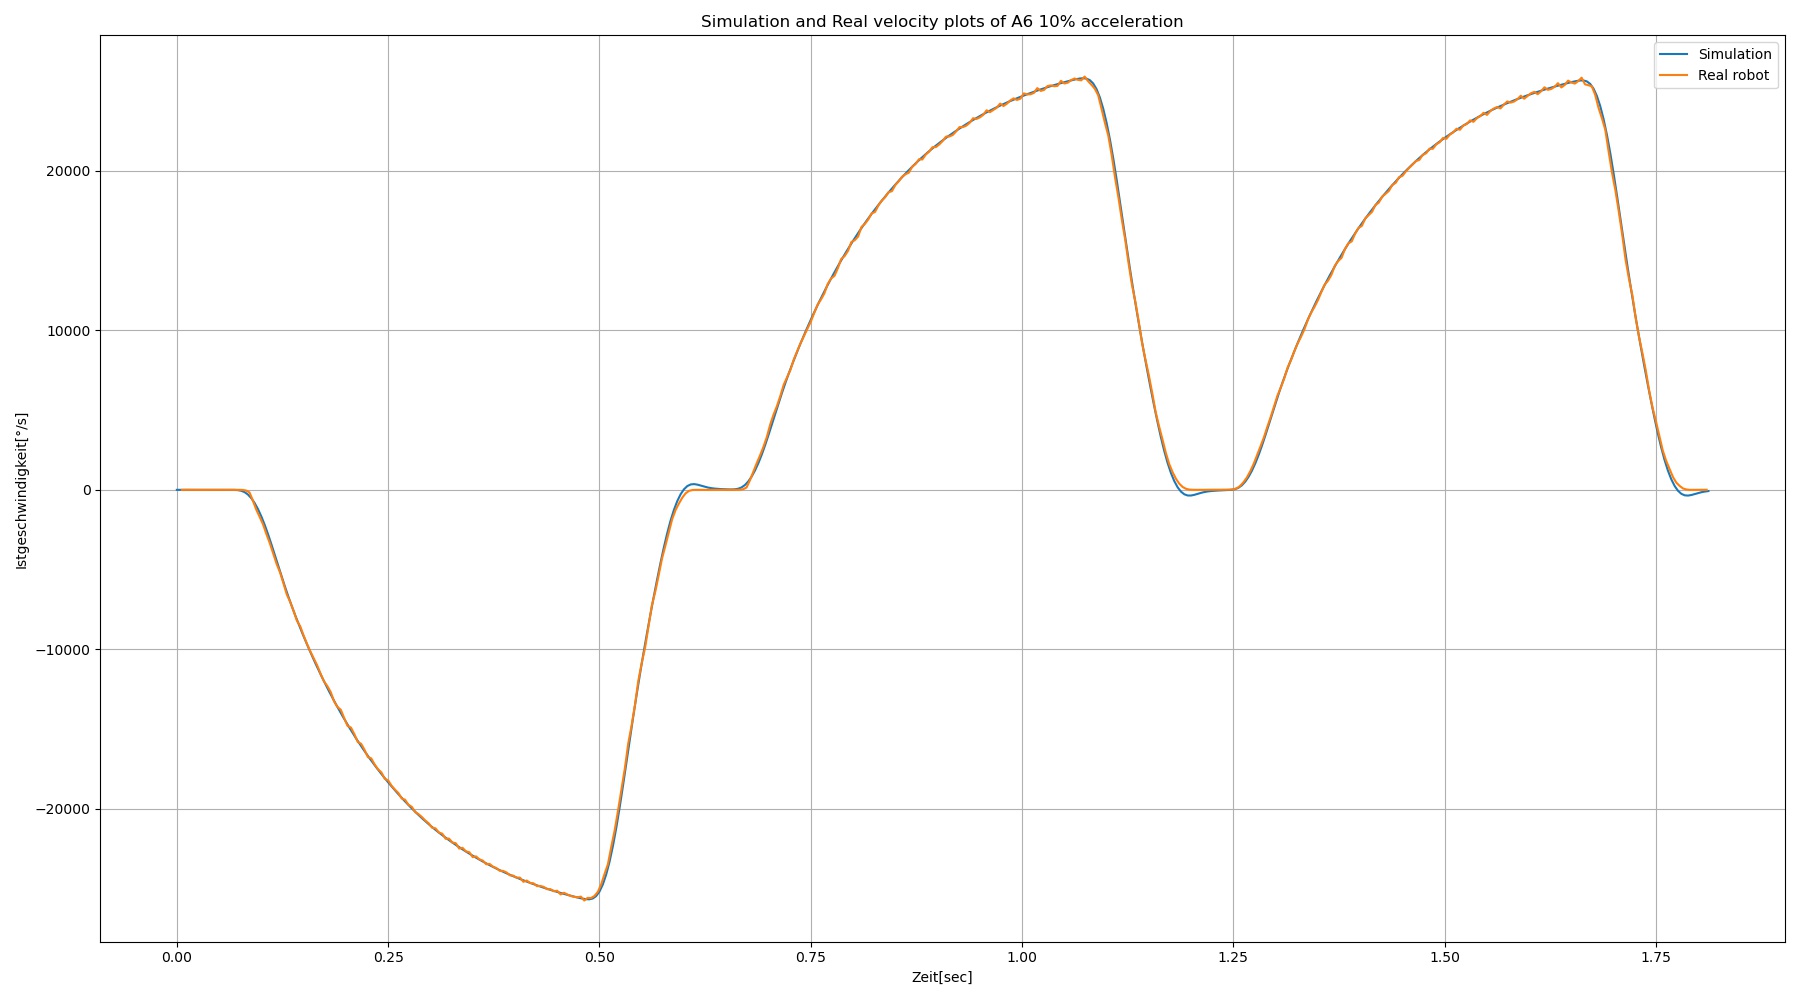 Simulation and Real velocity plots of A6 10% acceleration
Simulation
Real robot
20000
10000
0
−10000
−20000
Istgeschwindigkeit[°/s]
0.00 0.25 0.50 0.75 1.00 1.25 1.50 1.75
Zeit[sec]